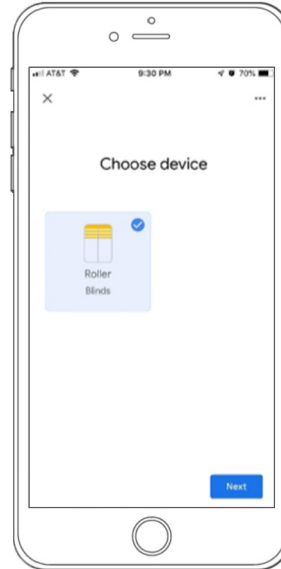 AT&T 9:30 PM 70%
Choose device
Roller
Blinds
Next